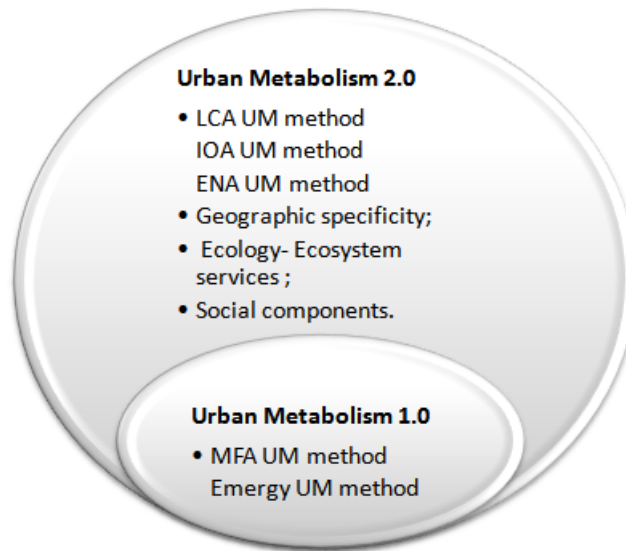 Urban Metabolism 2.0
• LCA UM method
IOA UM method
ENA UM method
• Geographic specificity;
• Ecology- Ecosystem
services ;
• Social components.
Urban Metabolism 1.0
• MFA UM method
Emergy UM method